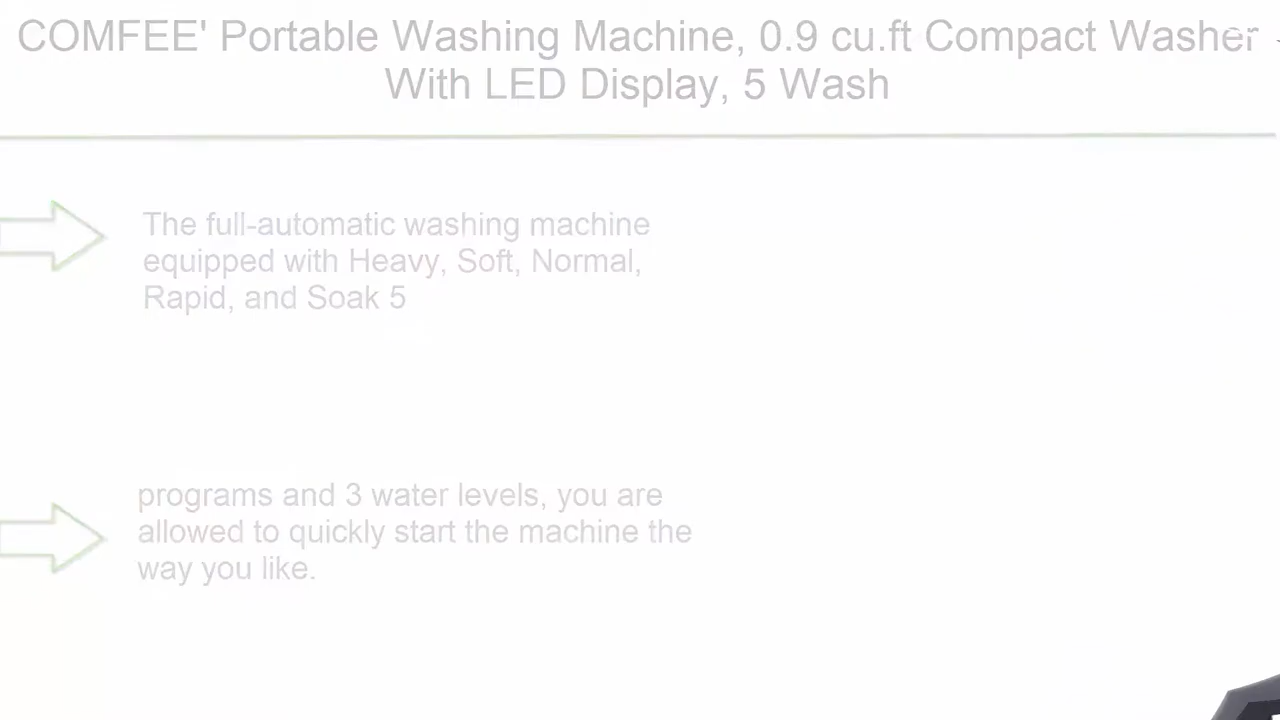 COMFEE' Portable Washing Machine, 0.9 cu.ft Compact Washer
With LED Display, 5 Wash
The full-automatic washing machine
equipped with Heavy, Soft, Normal,
Rapid, and Soak 5
programs and 3 water levels, you are
allowed to quickly start the machine the
way you like.